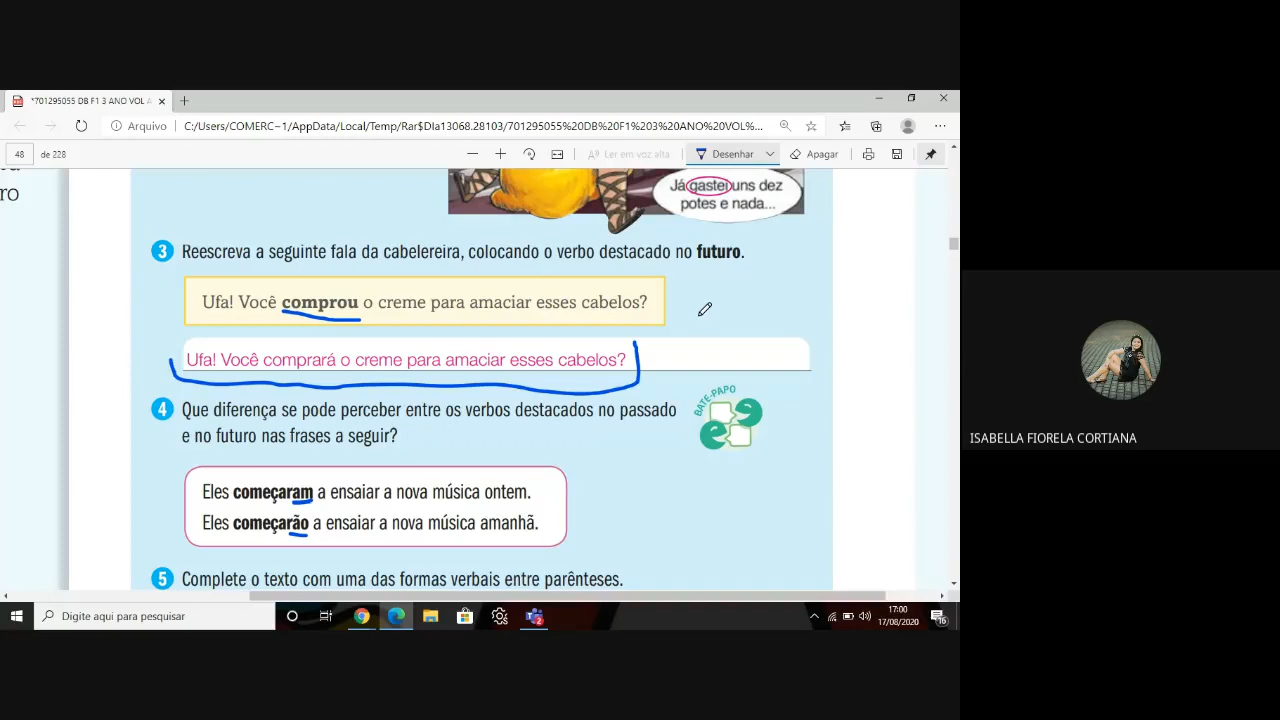 *701295055 DB F1 3 ANO VOL A
Arquivo
C:/Users/COMERC~1/AppData/Local/Temp/Rar$DIa13068.28103/701295055%20DB%20F1%203%20ANO%20VOL%...
48 de 228
Ler em voz alta
Desenhar
Apagar
ro
Já gastei uns dez
potes e nada...
3 Reescreva a seguinte fala da cabelereira, colocando o verbo destacado no futuro.
Ufa! Você comprou o creme para amaciar esses cabelos?
Ufa! Você comprará o creme para amaciar esses cabelos?
4 Que diferença se pode perceber entre os verbos destacados no passado
e no futuro nas frases a seguir?
BATE-PAPO
Eles começaram a ensaiar a nova música ontem.
Eles começarão a ensaiar a nova música amanhã.
5 Complete o texto com uma das formas verbais entre parênteses.
ISABELLA FIORELA CORTIANA
Digite aqui para pesquisar
2
17:00
17/08/2020
16